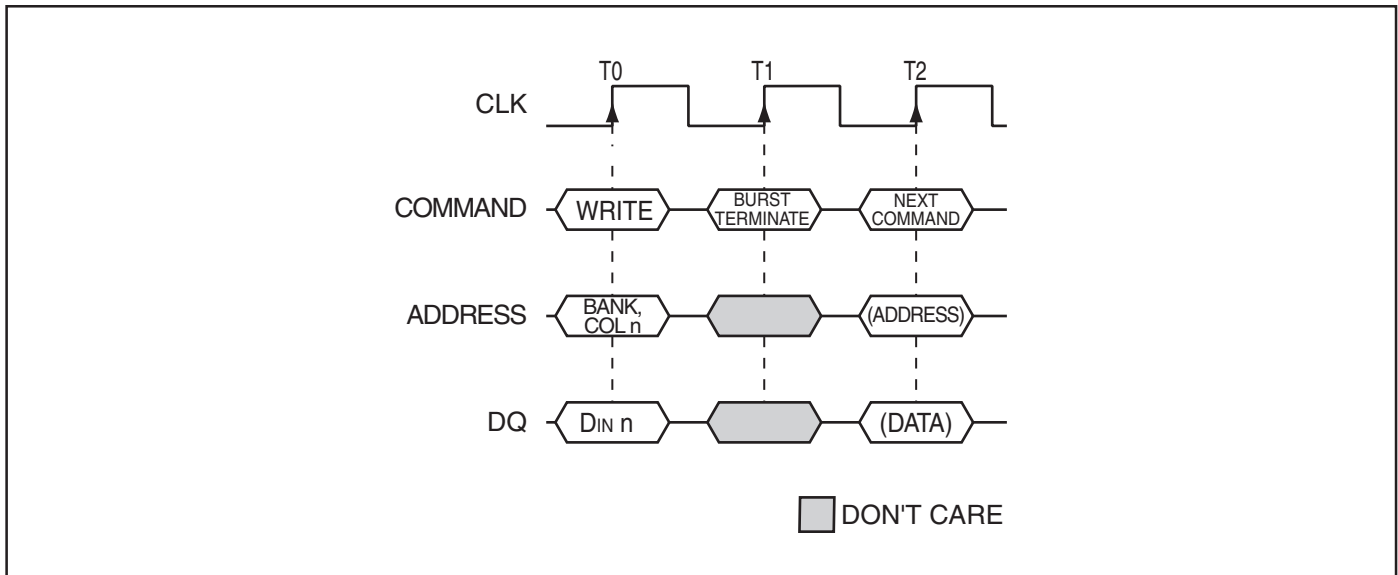 T0 T1 T2
CLK
COMMAND WRITE BURST TERMINATE NEXT COMMAND
ADDRESS BANK, COL n (ADDRESS)
DQ DIN n (DATA)
DON'T CARE